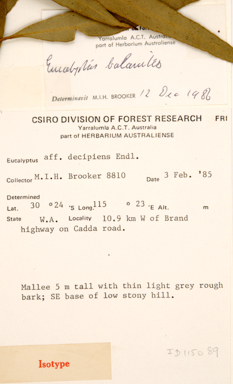 Yarralumla A.C.T. Australia
part of Herbarium Australiense
Eucalyptus balanites
Determinavit M.I.H. BROOKER 12 Dec 1986
CSIRO DIVISION OF FOREST RESEARCH FRI
Yarralumla A.C.T. Australia
part of HERBARIUM AUSTRALIENSE
Eucalyptus aff. decipiens Endl.
Collector M.I.H. Brooker 8810 Date 3 Feb. '85
Determined
Lat. 30 °24 'S Long. 115 ° 23 'E Alt. m
State W.A. Locality 10.9 km W of Brand
highway on Cadda road.
Mallee 5 m tall with thin light grey rough
bark; SE base of low stony hill.
Isotype